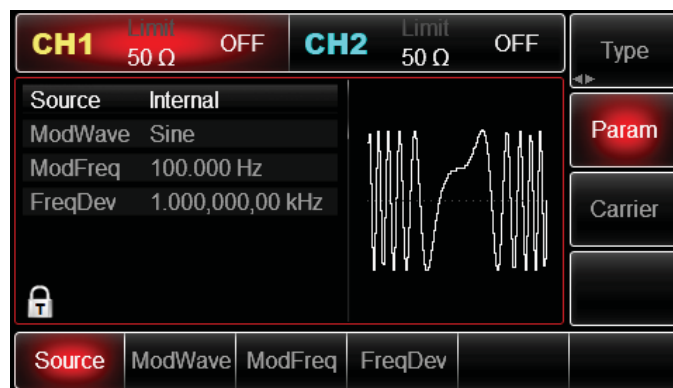 CH1 Limit 50 Ω OFF CH2 Limit 50 Ω OFF
Type
Source Internal
ModWave Sine
ModFreq 100.000 Hz
FreqDev 1.000,000,00 kHz
Param
Carrier
T
Source ModWave ModFreq FreqDev